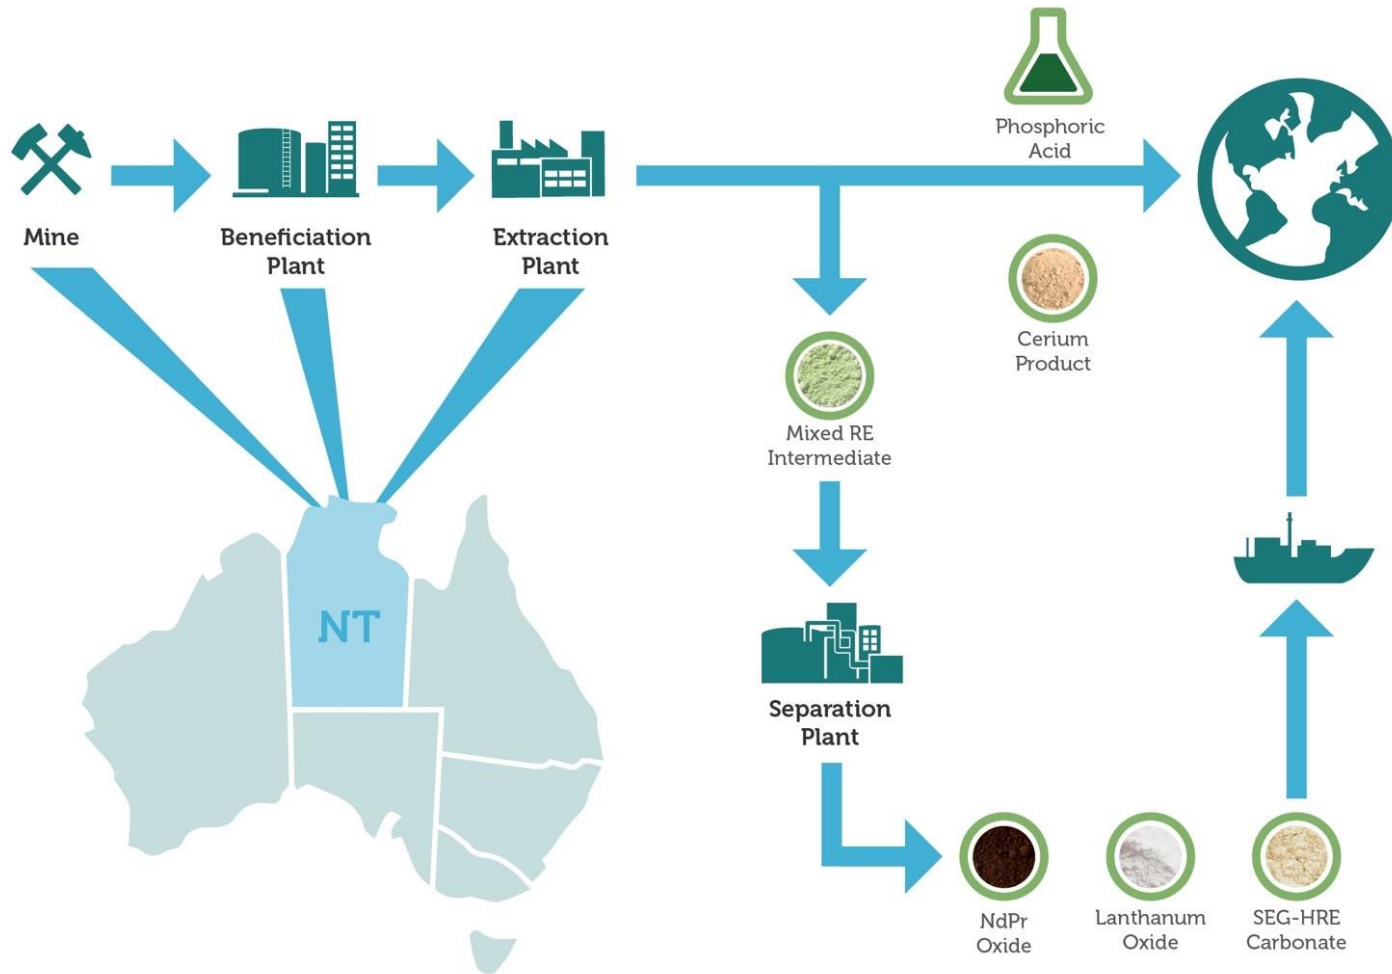 Mine
Beneficiation
Plant
Extraction
Plant
Phosphoric
Acid
Cerium
Product
Mixed RE
Intermediate
Separation
Plant
NdPr
Oxide
Lanthanum
Oxide
SEG-HRE
Carbonate
NT